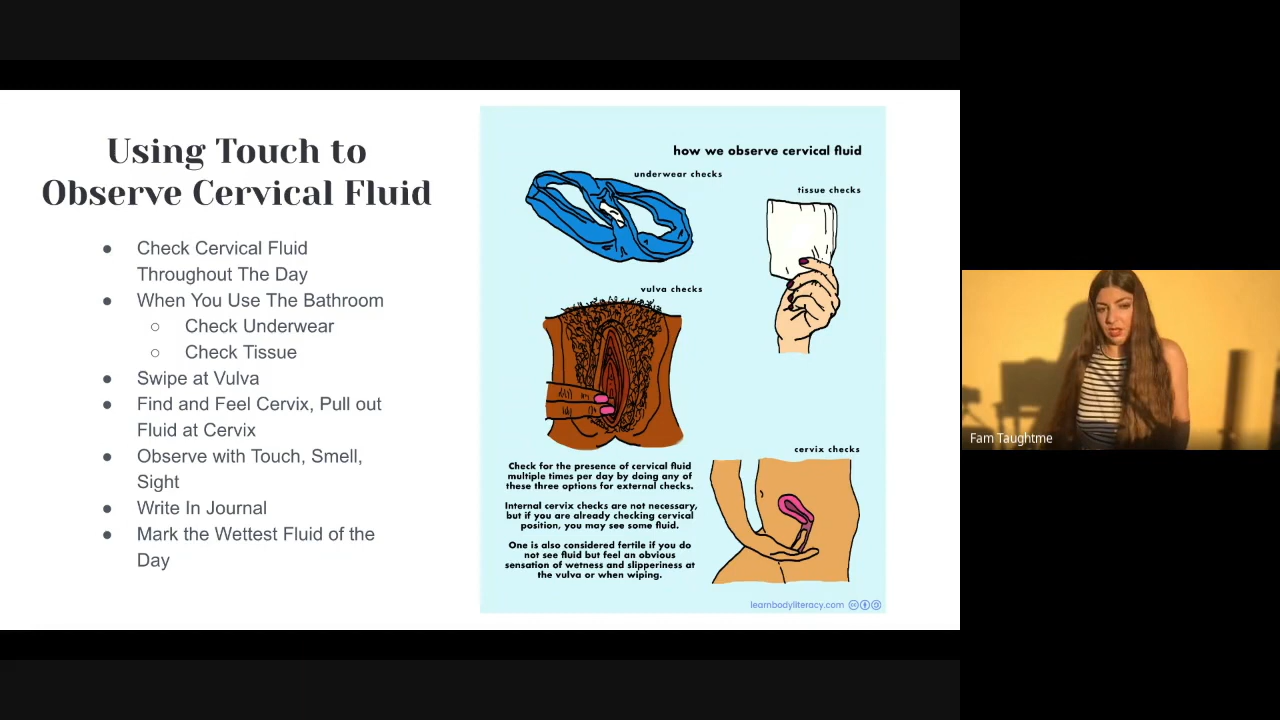 Using Touch to
Observe Cervical Fluid
● Check Cervical Fluid
Throughout The Day
● When You Use The Bathroom
○ Check Underwear
○ Check Tissue
● Swipe at Vulva
● Find and Feel Cervix, Pull out
Fluid at Cervix
● Observe with Touch, Smell,
Sight
● Write In Journal
● Mark the Wettest Fluid of the
Day
how we observe cervical fluid
underwear checks
tissue checks
vulva checks
cervix checks
Check for the presence of cervical fluid
multiple times per day by doing any of
these three options for external checks.
Internal cervix checks are not necessary,
but if you are already checking cervical
position, you may see some fluid.
One is also considered fertile if you do
not see fluid but feel an obvious
sensation of wetness and slipperiness at
the vulva or when wiping.
learnbodyliteracy.com
Fam Taughtme